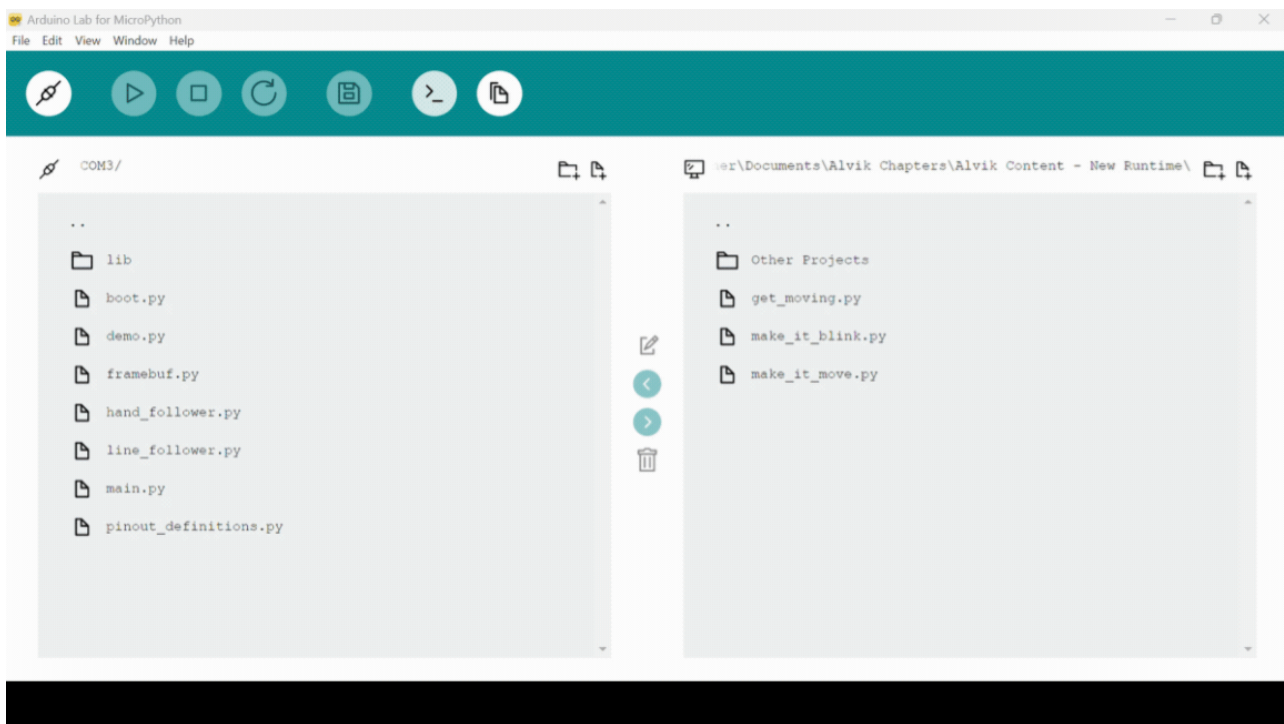 Arduino Lab for MicroPython
File Edit View Window Help
COM3/
..
lib
boot.py
demo.py
framebuf.py
hand_follower.py
line_follower.py
main.py
pinout_definitions.py
er\Documents\Alvik Chapters\Alvik Content - New Runtime\
..
Other Projects
get_moving.py
make_it_blink.py
make_it_move.py